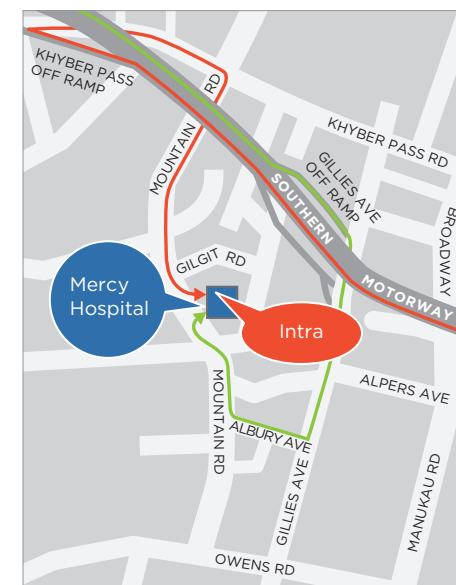 KHYBER PASS
OFF RAMP
MOUNTAIN RD
KHYBER PASS RD
GILLIES AVE
OFF RAMP
SOUTHERN
MOTORWAY
BROADWAY
GILGIT RD
Mercy
Hospital
Intra
ALPERS AVE
MOUNTAIN RD
ALBURY AVE
GILLIES AVE
MANUKAU RD
OWENS RD